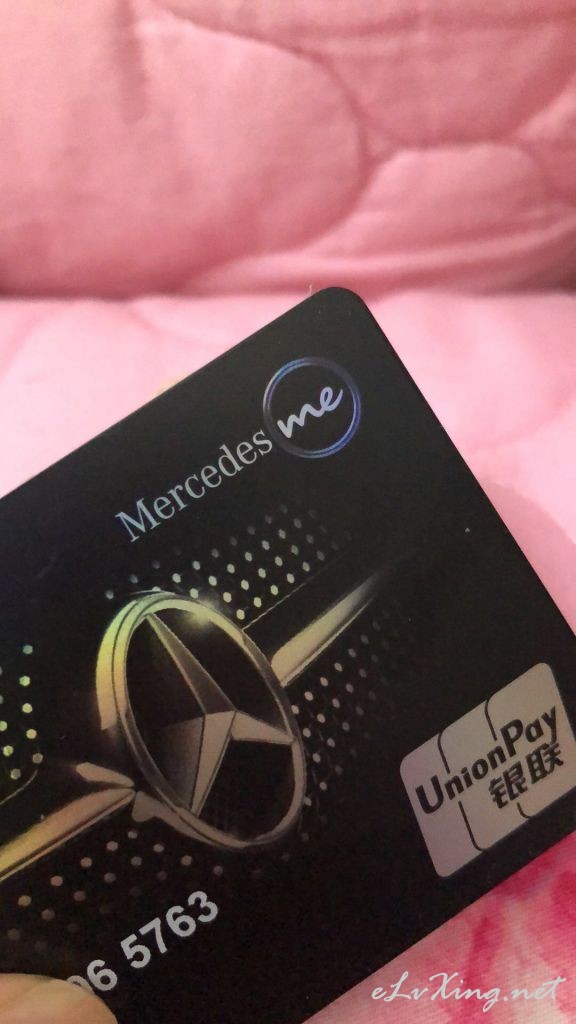 Mercedes me
UnionPay
银联
06 5763
eLvXing.net